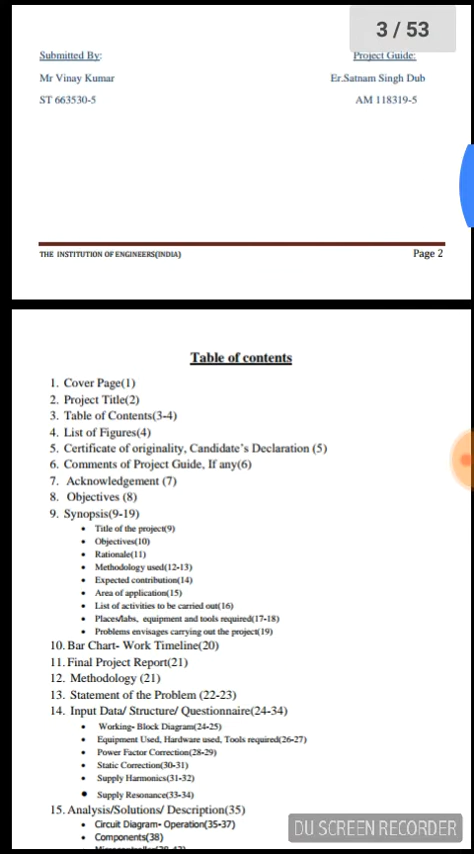 3 / 53
Submitted By: Project Guide:
Mr Vinay Kumar Er.Satnam Singh Dub
ST 663530-5 AM 118319-5
THE INSTITUTION OF ENGINEERS(INDIA) Page 2
Table of contents
1. Cover Page(1)
2. Project Title(2)
3. Table of Contents(3-4)
4. List of Figures(4)
5. Certificate of originality, Candidate's Declaration (5)
6. Comments of Project Guide, If any(6)
7. Acknowledgement (7)
8. Objectives (8)
9. Synopsis(9-19)
• Title of the project(9)
• Objectives(10)
• Rationale(11)
• Methodology used(12-13)
• Expected contribution(14)
• Area of application(15)
• List of activities to be carried out(16)
• Places/labs, equipment and tools required(17-18)
• Problems envisages carrying out the project(19)
10. Bar Chart- Work Timeline(20)
11. Final Project Report(21)
12. Methodology (21)
13. Statement of the Problem (22-23)
14. Input Data/ Structure/ Questionnaire(24-34)
• Working- Block Diagram(24-25)
• Equipment Used, Hardware used, Tools required(26-27)
• Power Factor Correction(28-29)
• Static Correction(30-31)
• Supply Harmonics(31-32)
• Supply Resonance(33-34)
15. Analysis/Solutions/ Description(35)
• Circuit Diagram- Operation(35-37)
• Components(38)
DU SCREEN RECORDER